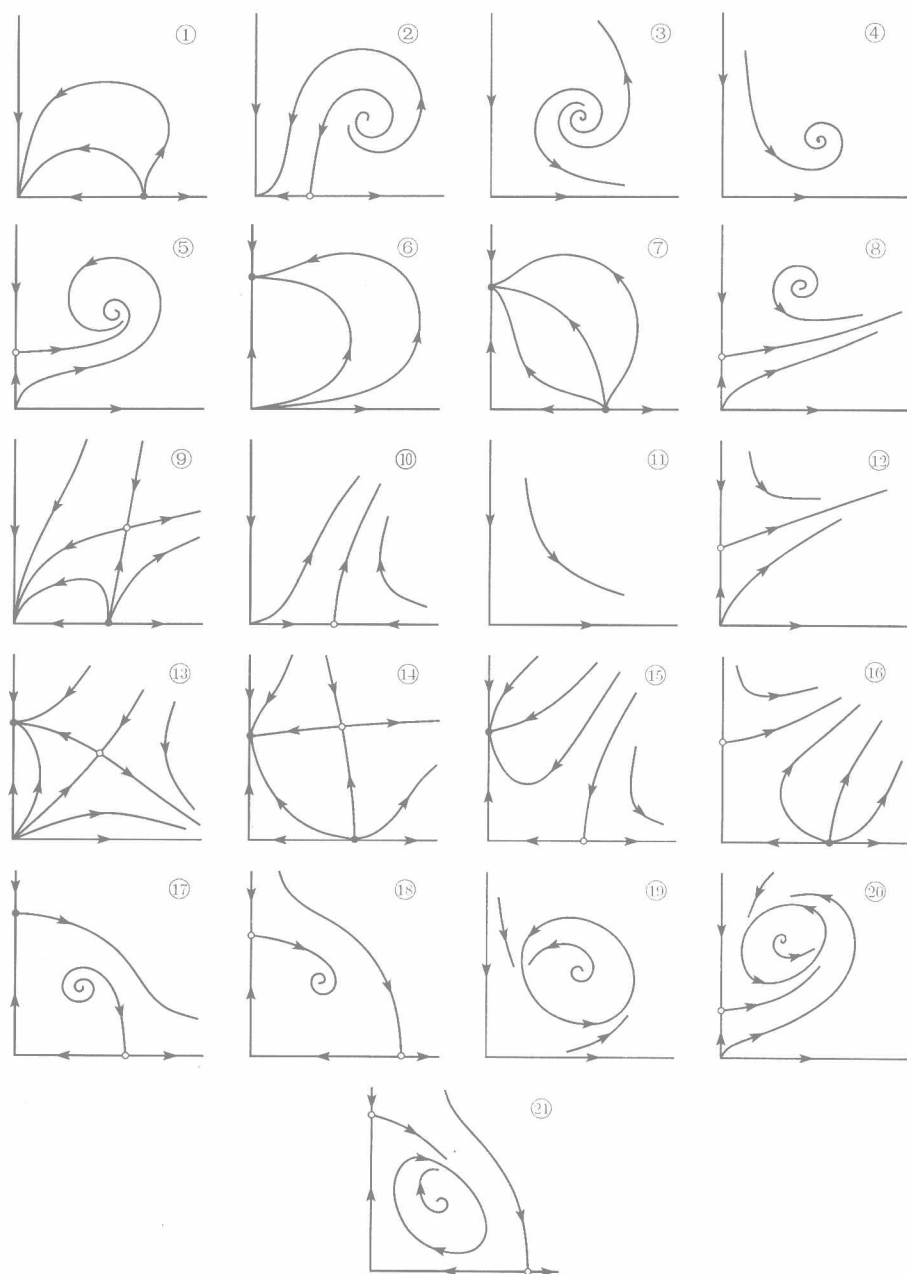 ① ② ③ ④
⑤ ⑥ ⑦ ⑧
⑨ ⑩ ⑪ ⑫
⑬ ⑭ ⑮ ⑯
⑰ ⑱ ⑲ ⑳
㉑